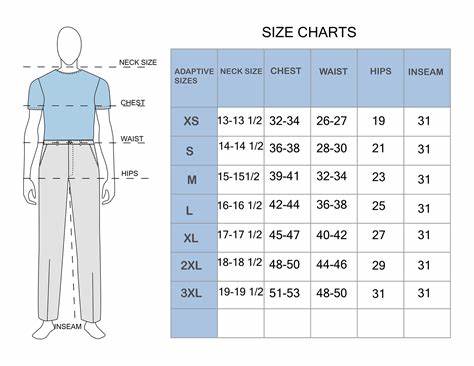 SIZE CHARTS
NECK SIZE
CHEST
WAIST
HIPS
INSEAM
ADAPTIVE SIZES NECK SIZE CHEST WAIST HIPS INSEAM
XS 13-13 1/2 32-34 26-27 19 31
S 14-14 1/2 36-38 28-30 21 31
M 15-151/2 39-41 32-34 23 31
L 16-16 1/2 42-44 36-38 25 31
XL 17-17 1/2 45-47 40-42 27 31
2XL 18-18 1/2 48-50 44-46 29 31
3XL 19-19 1/2 51-53 48-50 31 31